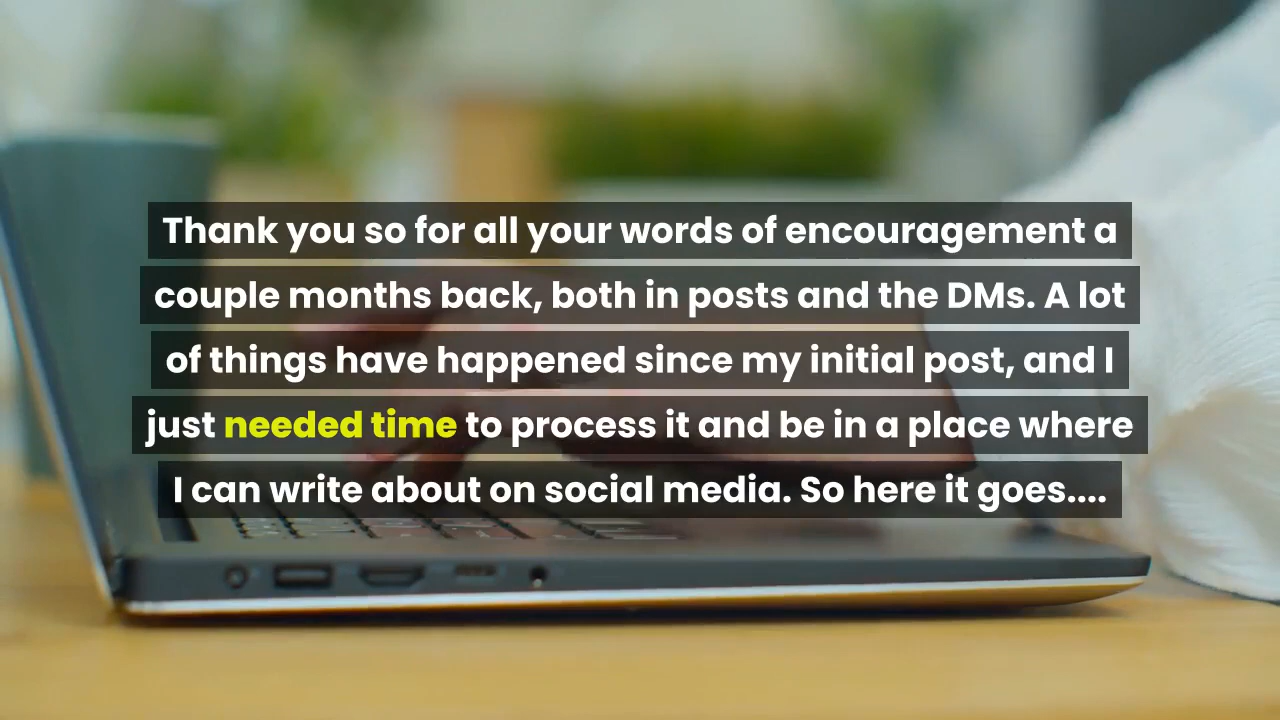 Thank you so for all your words of encouragement a
couple months back, both in posts and the DMs. A lot
of things have happened since my initial post, and I
just needed time to process it and be in a place where
I can write about on social media. So here it goes....